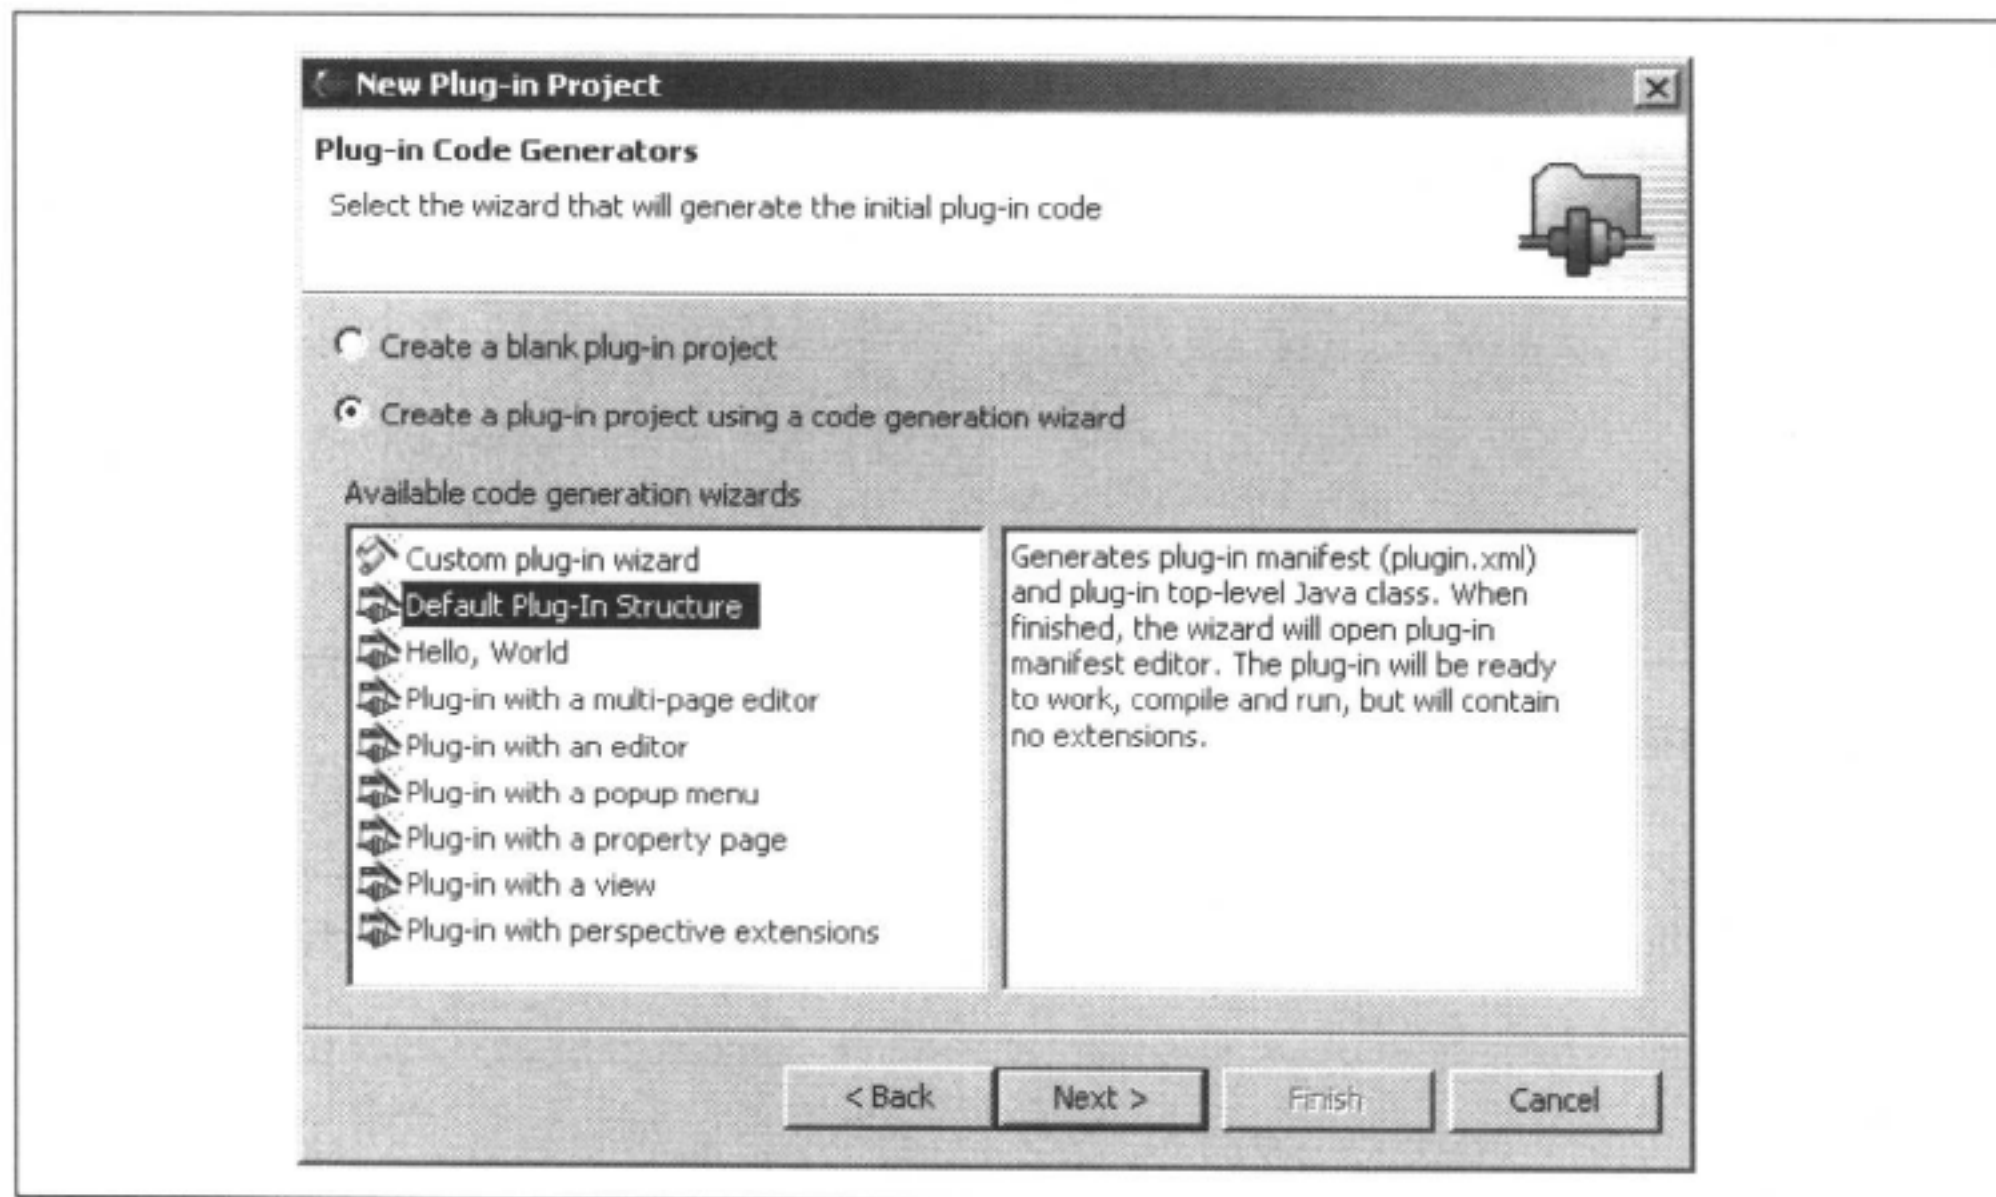 New Plug-in Project
Plug-in Code Generators
Select the wizard that will generate the initial plug-in code
Create a blank plug-in project
Create a plug-in project using a code generation wizard
Available code generation wizards
Custom plug-in wizard
Default Plug-In Structure
Hello, World
Plug-in with a multi-page editor
Plug-in with an editor
Plug-in with a popup menu
Plug-in with a property page
Plug-in with a view
Plug-in with perspective extensions
Generates plug-in manifest (plugin.xml)
and plug-in top-level Java class. When
finished, the wizard will open plug-in
manifest editor. The plug-in will be ready
to work, compile and run, but will contain
no extensions.
< Back
Next >
Finish
Cancel